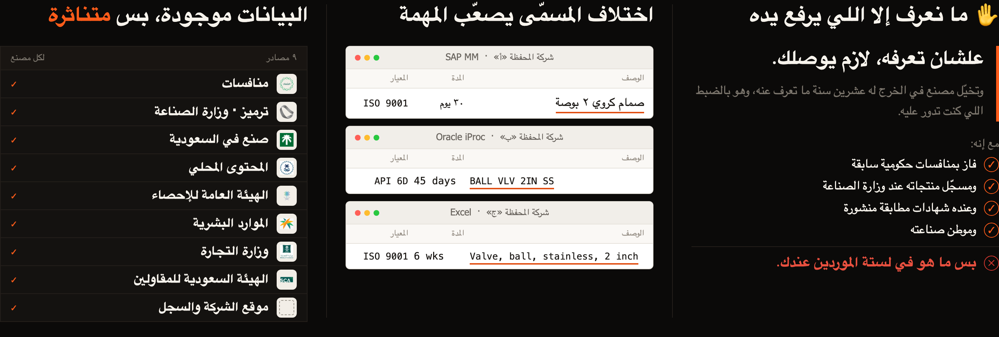 ✋ ما نعرف إلا اللي يرفع يده
علشان تعرفه، لازم يوصلك.
وتخيّل مصنع في الخرج له عشرين سنة ما تعرف عنه، وهو بالضبط
اللي كنت تدور عليه.
مع إنه:
✓ فاز بمنافسات حكومية سابقة
✓ ومسجّل منتجاته عند وزارة الصناعة
✓ وعنده شهادات مطابقة منشورة
✓ وموطن صناعته
بس ما هو في لستة الموردين عندك.
اختلاف المسمّى يصعّب المهمة
شركة المحفظة «أ» · SAP MM
الوصف المدة المعيار
صمام كروي ٢ بوصة ٣٠ يوم ISO 9001
شركة المحفظة «ب» · Oracle iProc
الوصف المدة المعيار
BALL VLV 2IN SS 45 days API 6D
شركة المحفظة «ج» · Excel
الوصف المدة المعيار
Valve, ball, stainless, 2 inch 6 wks ISO 9001
البيانات موجودة، بس متناثرة
٩ مصادر لكل مصنع
اعتماد منافسات ✓
ترميز · وزارة الصناعة ✓
صنع في السعودية ✓
المحتوى المحلي ✓
الهيئة العامة للإحصاء ✓
الموارد البشرية ✓
وزارة التجارة وزارة التجارة ✓
SCA الهيئة السعودية للمقاولين ✓
موقع الشركة والسجل ✓